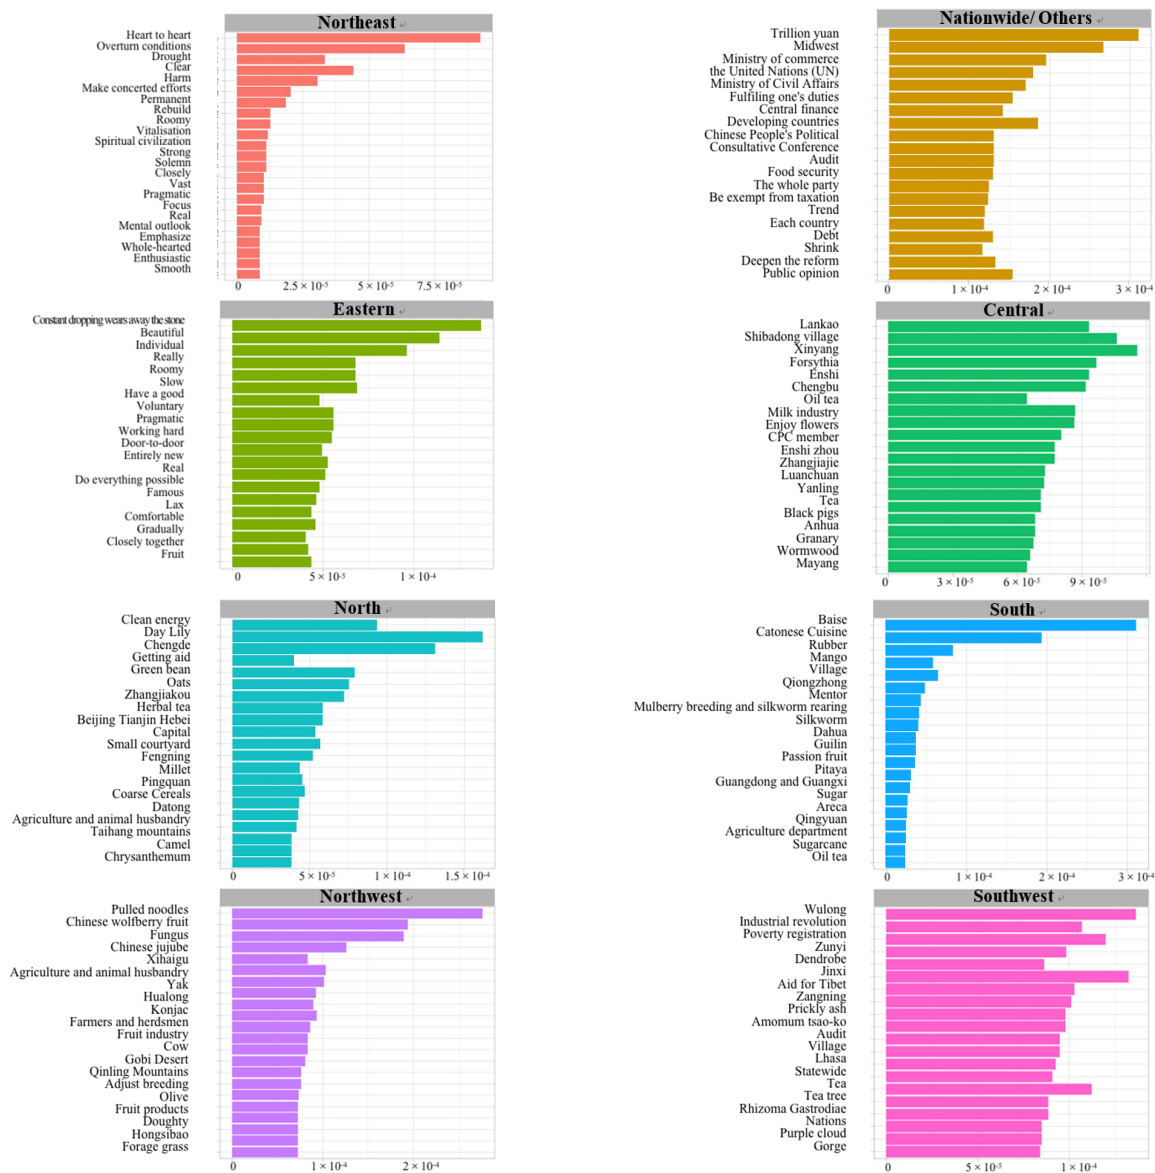 Northeast
Heart to heart
Overturn conditions
Drought
Clear
Harm
Make concerted efforts
Permanent
Rebuild
Roomy
Vitalisation
Spiritual civilization
Strong
Solemn
Closely
Vast
Pragmatic
Focus
Real
Mental outlook
Emphasize
Whole-hearted
Enthusiastic
Smooth
0 2.5 × 10⁻⁵ 5 × 10⁻⁵ 7.5 × 10⁻⁵
Nationwide/ Others
Trillion yuan
Midwest
Ministry of commerce
the United Nations (UN)
Ministry of Civil Affairs
Fulfiling one's duties
Central finance
Developing countries
Chinese People's Political
Consultative Conference
Audit
Food security
The whole party
Be exempt from taxation
Trend
Each country
Debt
Shrink
Deepen the reform
Public opinion
0 1 × 10⁻⁴ 2 × 10⁻⁴ 3 × 10⁻⁴
Eastern
Constant dropping wears away the stone
Beautiful
Individual
Really
Roomy
Slow
Have a good
Voluntary
Pragmatic
Working hard
Door-to-door
Entirely new
Real
Do everything possible
Famous
Lax
Comfortable
Gradually
Closely together
Fruit
0 5 × 10⁻⁵ 1 × 10⁻⁴
Central
Lankao
Shibadong village
Xinyang
Forsythia
Enshi
Chengbu
Oil tea
Milk industry
Enjoy flowers
CPC member
Enshi zhou
Zhangjiajie
Luanchuan
Yanling
Tea
Black pigs
Anhua
Granary
Wormwood
Mayang
0 3 × 10⁻⁵ 6 × 10⁻⁵ 9 × 10⁻⁵
North
Clean energy
Day Lily
Chengde
Getting aid
Green bean
Oats
Zhangjiakou
Herbal tea
Beijing Tianjin Hebei
Capital
Small courtyard
Fengning
Millet
Pingquan
Coarse Cereals
Datong
Agriculture and animal husbandry
Taihang mountains
Camel
Chrysanthemum
0 5 × 10⁻⁵ 1 × 10⁻⁴ 1.5 × 10⁻⁴
South
Baise
Catonese Cuisine
Rubber
Mango
Village
Qiongzhong
Mentor
Mulberry breeding and silkworm rearing
Silkworm
Dahua
Guilin
Passion fruit
Pitaya
Guangdong and Guangxi
Sugar
Areca
Qingyuan
Agriculture department
Sugarcane
Oil tea
0 1 × 10⁻⁴ 2 × 10⁻⁴ 3 × 10⁻⁴
Northwest
Pulled noodles
Chinese wolfberry fruit
Fungus
Chinese jujube
Xihaigu
Agriculture and animal husbandry
Yak
Hualong
Konjac
Farmers and herdsmen
Fruit industry
Cow
Gobi Desert
Qinling Mountains
Adjust breeding
Olive
Fruit products
Doughty
Hongsibao
Forage grass
0 1 × 10⁻⁴ 2 × 10⁻⁴
Southwest
Wulong
Industrial revolution
Poverty registration
Zunyi
Dendrobe
Jinxi
Aid for Tibet
Zangning
Prickly ash
Amomum tsao-ko
Audit
Village
Lhasa
Statewide
Tea
Tea tree
Rhizoma Gastrodiae
Nations
Purple cloud
Gorge
5 × 10⁻⁵ 1 × 10⁻⁴